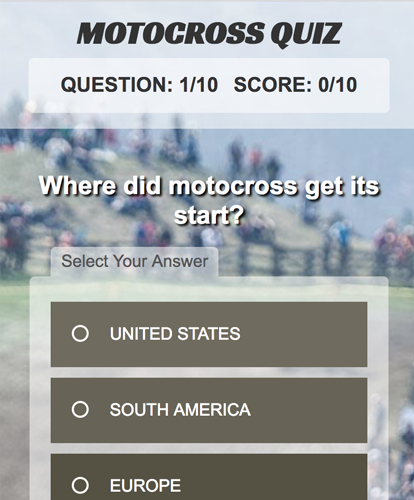 MOTOCROSS QUIZ
QUESTION: 1/10 SCORE: 0/10
Where did motocross get its
start?
Select Your Answer
UNITED STATES
SOUTH AMERICA
EUROPE